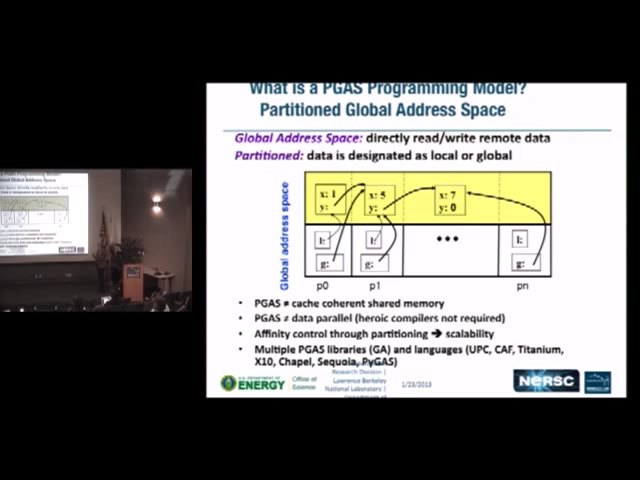 What is a PGAS Programming Model?
Partitioned Global Address Space
Global Address Space: directly read/write remote data
Partitioned: data is designated as local or global
Global address space
x: 1
y:
x: 5
y:
x: 7
y: 0
l:
l:
l:
g:
g:
g:
p0
p1
pn
• PGAS ≠ cache coherent shared memory
• PGAS ≠ data parallel (heroic compilers not required)
• Affinity control through partitioning ➔ scalability
• Multiple PGAS libraries (GA) and languages (UPC, CAF, Titanium,
X10, Chapel, Sequoia, PyGAS)
U.S. DEPARTMENT OF
ENERGY
Office of
Science
Research Division |
Lawrence Berkeley
National Laboratory |
Department of
1/23/2013
NERSC